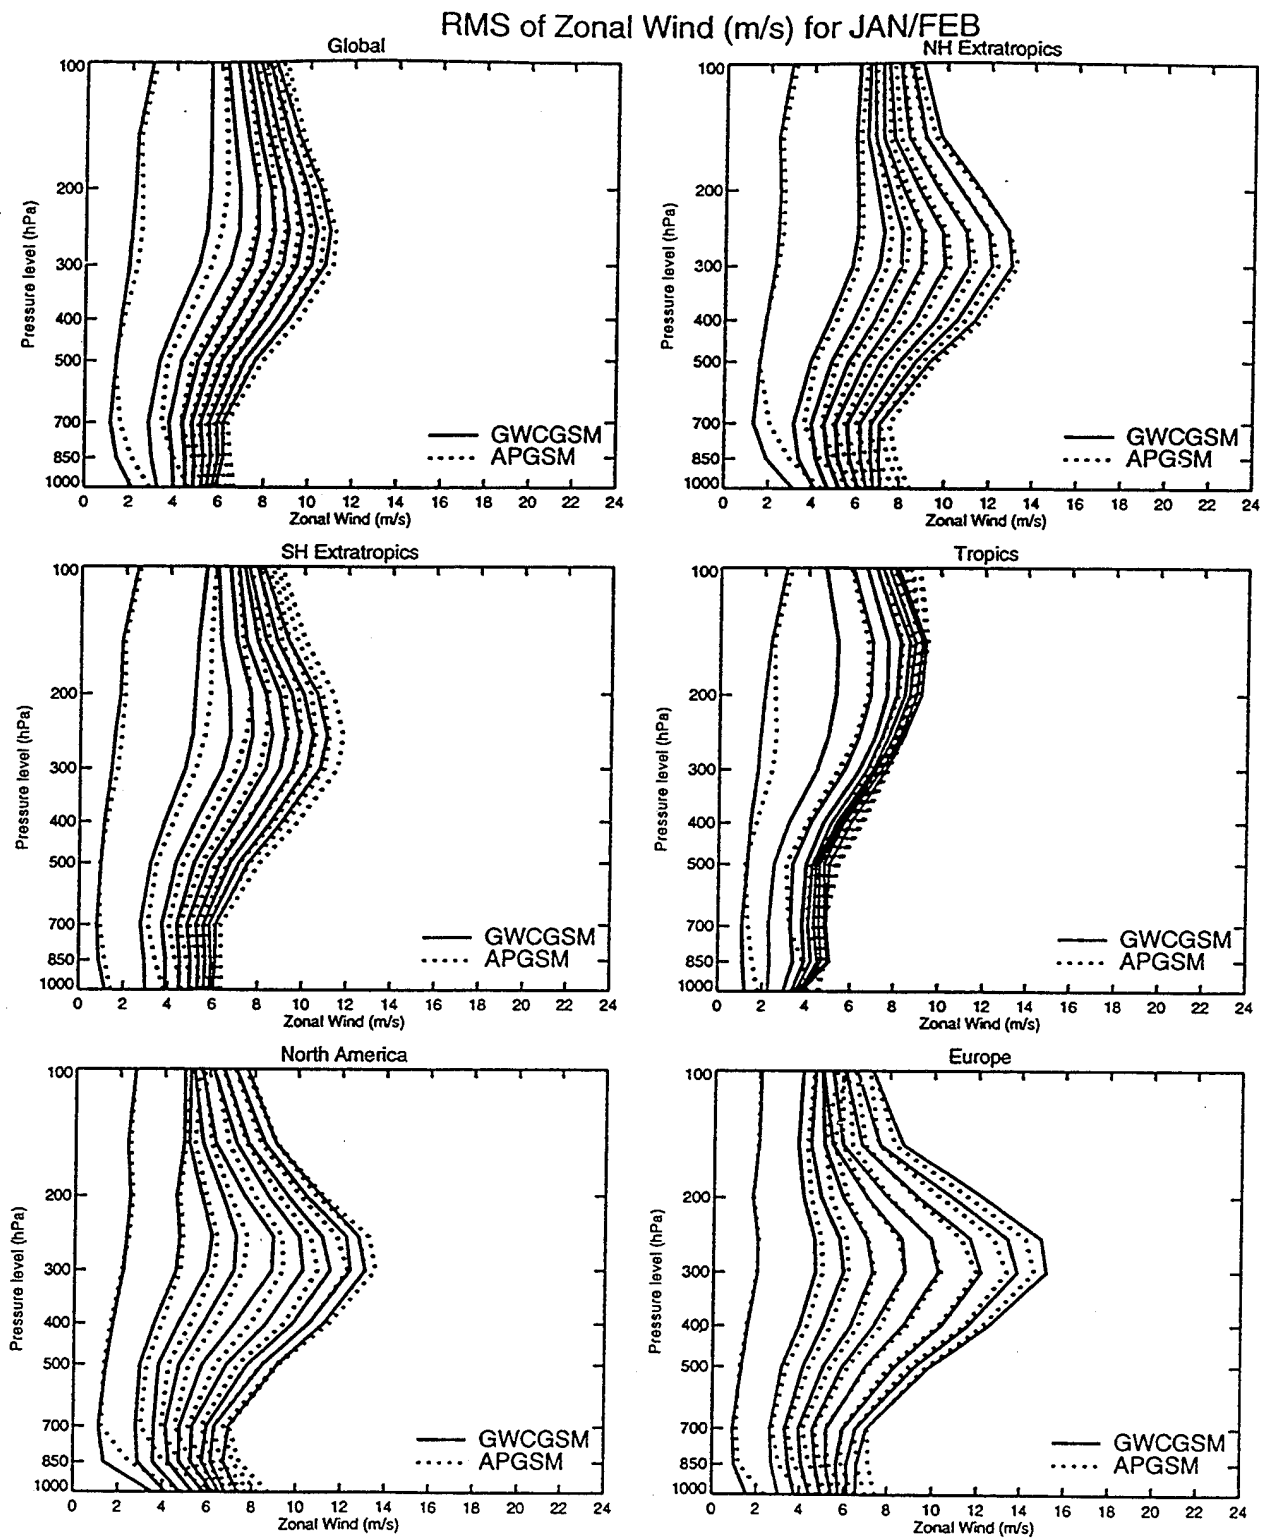 RMS of Zonal Wind (m/s) for JAN/FEB
Global
100
200
300
400
500
700
850
1000
Pressure level (hPa)
GWCGSM
APGSM
0 2 4 6 8 10 12 14 16 18 20 22 24
Zonal Wind (m/s)
NH Extratropics
100
200
300
400
500
700
850
1000
Pressure level (hPa)
GWCGSM
APGSM
0 2 4 6 8 10 12 14 16 18 20 22 24
Zonal Wind (m/s)
SH Extratropics
100
200
300
400
500
700
850
1000
Pressure level (hPa)
GWCGSM
APGSM
0 2 4 6 8 10 12 14 16 18 20 22 24
Zonal Wind (m/s)
Tropics
100
200
300
400
500
700
850
1000
Pressure level (hPa)
GWCGSM
APGSM
0 2 4 6 8 10 12 14 16 18 20 22 24
Zonal Wind (m/s)
North America
100
200
300
400
500
700
850
1000
Pressure level (hPa)
GWCGSM
APGSM
0 2 4 6 8 10 12 14 16 18 20 22 24
Zonal Wind (m/s)
Europe
100
200
300
400
500
700
850
1000
Pressure level (hPa)
GWCGSM
APGSM
0 2 4 6 8 10 12 14 16 18 20 22 24
Zonal Wind (m/s)